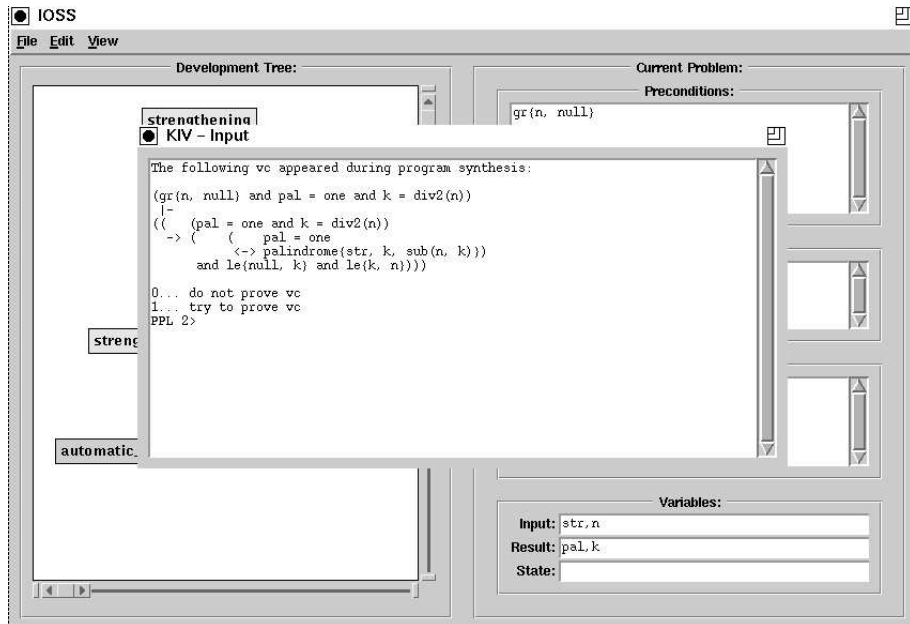 IOSS
File Edit View
Development Tree:
strengthening
automatic_
Current Problem:
Preconditions:
gr{n, null}
KIV – Input
The following vc appeared during program synthesis:
(gr{n, null} and pal = one and k = div2(n))
|-
((   (pal = one and k = div2(n))
-> (    (    pal = one
<-> palindrome{str, k, sub(n, k)})
and le{null, k} and le{k, n})))
0... do not prove vc
1... try to prove vc
PPL 2>
streng
Variables:
Input: str,n
Result: pal,k
State: